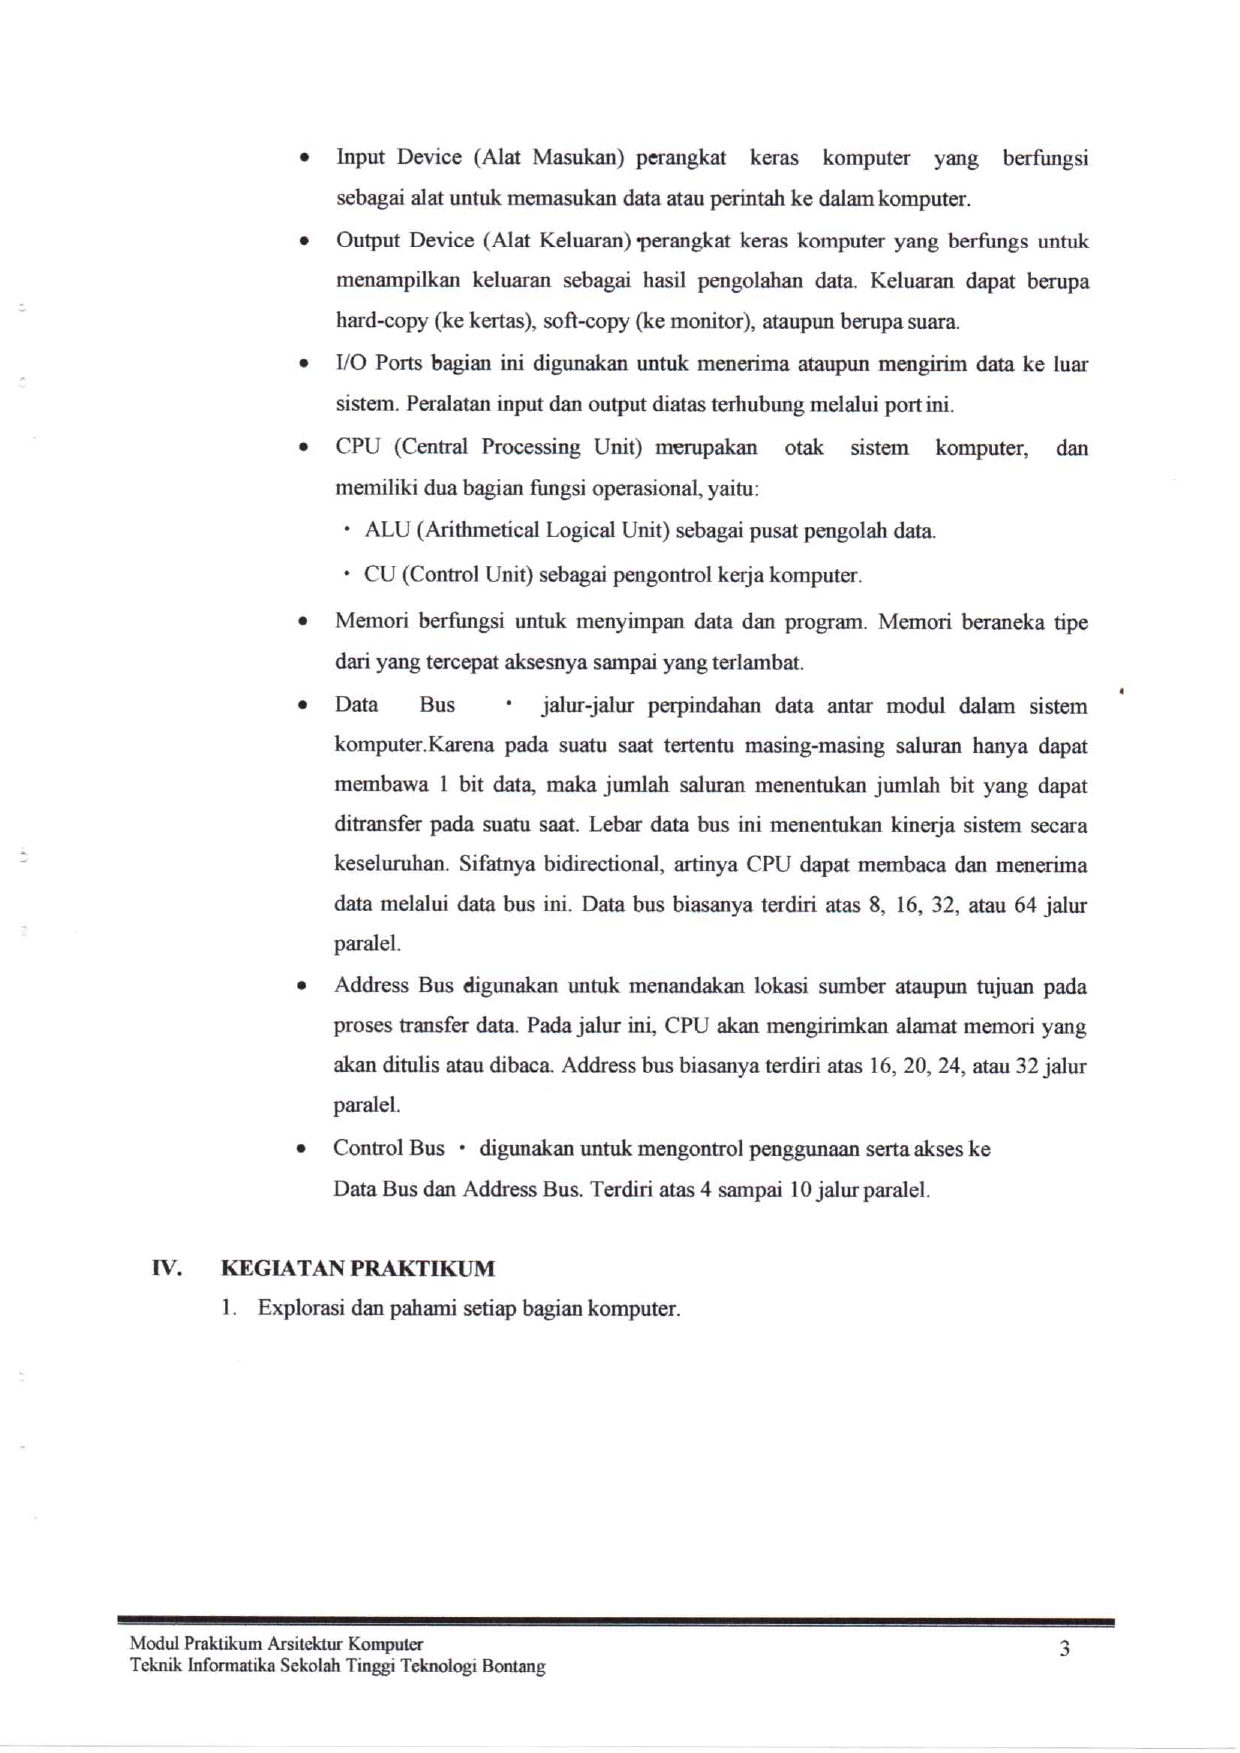 • Input Device (Alat Masukan) perangkat keras komputer yang berfungsi
sebagai alat untuk memasukan data atau perintah ke dalam komputer.
• Output Device (Alat Keluaran) perangkat keras komputer yang berfungs untuk
menampilkan keluaran sebagai hasil pengolahan data. Keluaran dapat berupa
hard-copy (ke kertas), soft-copy (ke monitor), ataupun berupa suara.
• I/O Ports bagian ini digunakan untuk menerima ataupun mengirim data ke luar
sistem. Peralatan input dan output diatas terhubung melalui port ini.
• CPU (Central Processing Unit) merupakan otak sistem komputer, dan
memiliki dua bagian fungsi operasional, yaitu:
· ALU (Arithmetical Logical Unit) sebagai pusat pengolah data.
· CU (Control Unit) sebagai pengontrol kerja komputer.
• Memori berfungsi untuk menyimpan data dan program. Memori beraneka tipe
dari yang tercepat aksesnya sampai yang terlambat.
• Data Bus · jalur-jalur perpindahan data antar modul dalam sistem
komputer.Karena pada suatu saat tertentu masing-masing saluran hanya dapat
membawa 1 bit data, maka jumlah saluran menentukan jumlah bit yang dapat
ditransfer pada suatu saat. Lebar data bus ini menentukan kinerja sistem secara
keseluruhan. Sifatnya bidirectional, artinya CPU dapat membaca dan menerima
data melalui data bus ini. Data bus biasanya terdiri atas 8, 16, 32, atau 64 jalur
paralel.
• Address Bus digunakan untuk menandakan lokasi sumber ataupun tujuan pada
proses transfer data. Pada jalur ini, CPU akan mengirimkan alamat memori yang
akan ditulis atau dibaca. Address bus biasanya terdiri atas 16, 20, 24, atau 32 jalur
paralel.
• Control Bus · digunakan untuk mengontrol penggunaan serta akses ke
Data Bus dan Address Bus. Terdiri atas 4 sampai 10 jalur paralel.
IV. KEGIATAN PRAKTIKUM
1. Explorasi dan pahami setiap bagian komputer.
Modul Praktikum Arsitektur Komputer
Teknik Informatika Sekolah Tinggi Teknologi Bontang
3